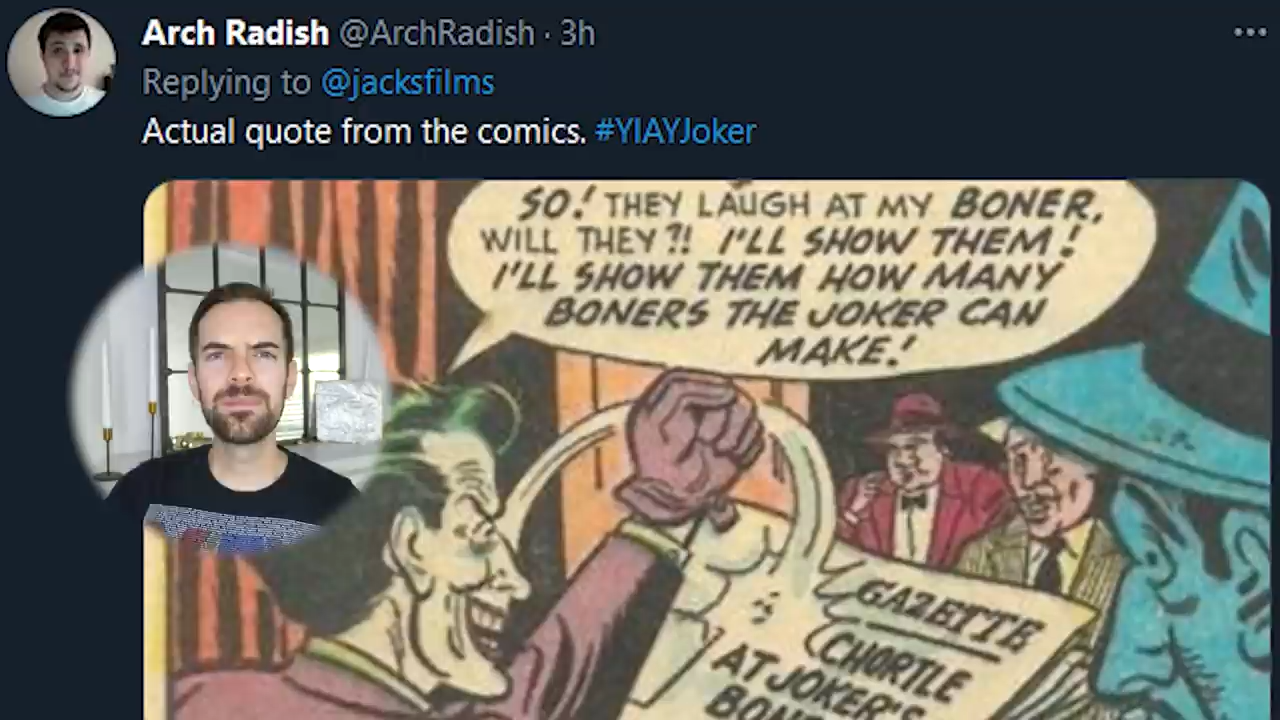 Arch Radish @ArchRadish · 3h
Replying to @jacksfilms
Actual quote from the comics. #YIAYJoker
SO! THEY LAUGH AT MY BONER,
WILL THEY?! I'LL SHOW THEM!
I'LL SHOW THEM HOW MANY
BONERS THE JOKER CAN
MAKE!
GAZETTE
CHORTLE
AT JOKER'S